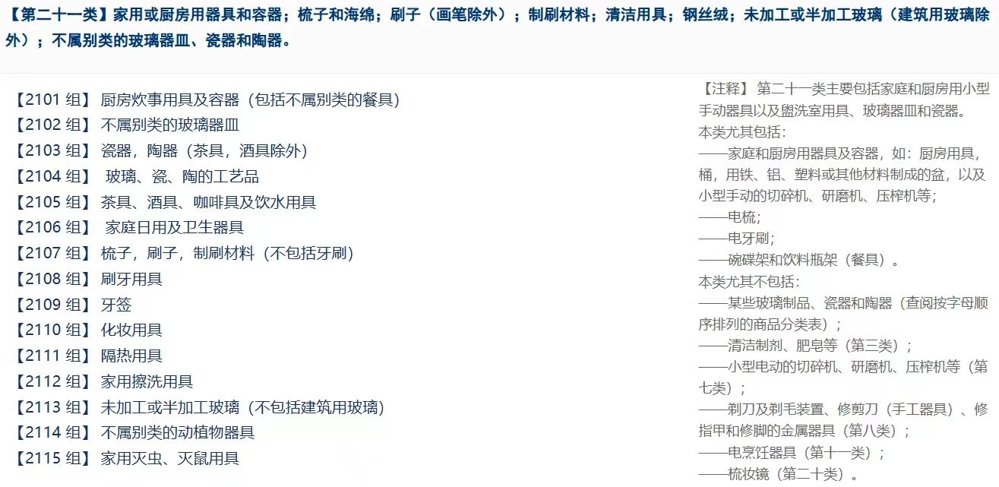 【第二十一类】家用或厨房用器具和容器；梳子和海绵；刷子（画笔除外）；制刷材料；清洁用具；钢丝绒；未加工或半加工玻璃（建筑用玻璃除
外）；不属别类的玻璃器皿、瓷器和陶器。
【2101 组】 厨房炊事用具及容器（包括不属别类的餐具）
【2102 组】 不属别类的玻璃器皿
【2103 组】 瓷器，陶器（茶具，酒具除外）
【2104 组】 玻璃、瓷、陶的工艺品
【2105 组】 茶具、酒具、咖啡具及饮水用具
【2106 组】 家庭日用及卫生器具
【2107 组】 梳子，刷子，制刷材料（不包括牙刷）
【2108 组】 刷牙用具
【2109 组】 牙签
【2110 组】 化妆用具
【2111 组】 隔热用具
【2112 组】 家用擦洗用具
【2113 组】 未加工或半加工玻璃（不包括建筑用玻璃）
【2114 组】 不属别类的动植物器具
【2115 组】 家用灭虫、灭鼠用具
【注释】 第二十一类主要包括家庭和厨房用小型
手动器具以及盥洗室用具、玻璃器皿和瓷器。
本类尤其包括：
——家庭和厨房用器具及容器，如：厨房用具，
桶，用铁、铝、塑料或其他材料制成的盆，以及
小型手动的切碎机、研磨机、压榨机等；
——电梳；
——电牙刷；
——碗碟架和饮料瓶架（餐具）。
本类尤其不包括：
——某些玻璃制品、瓷器和陶器（查阅按字母顺
序排列的商品分类表）；
——清洁制剂、肥皂等（第三类）；
——小型电动的切碎机、研磨机、压榨机等（第
七类）；
——剃刀及剃毛装置、修剪刀（手工器具）、修
指甲和修脚的金属器具（第八类）；
——电烹饪器具（第十一类）；
——梳妆镜（第二十类）。